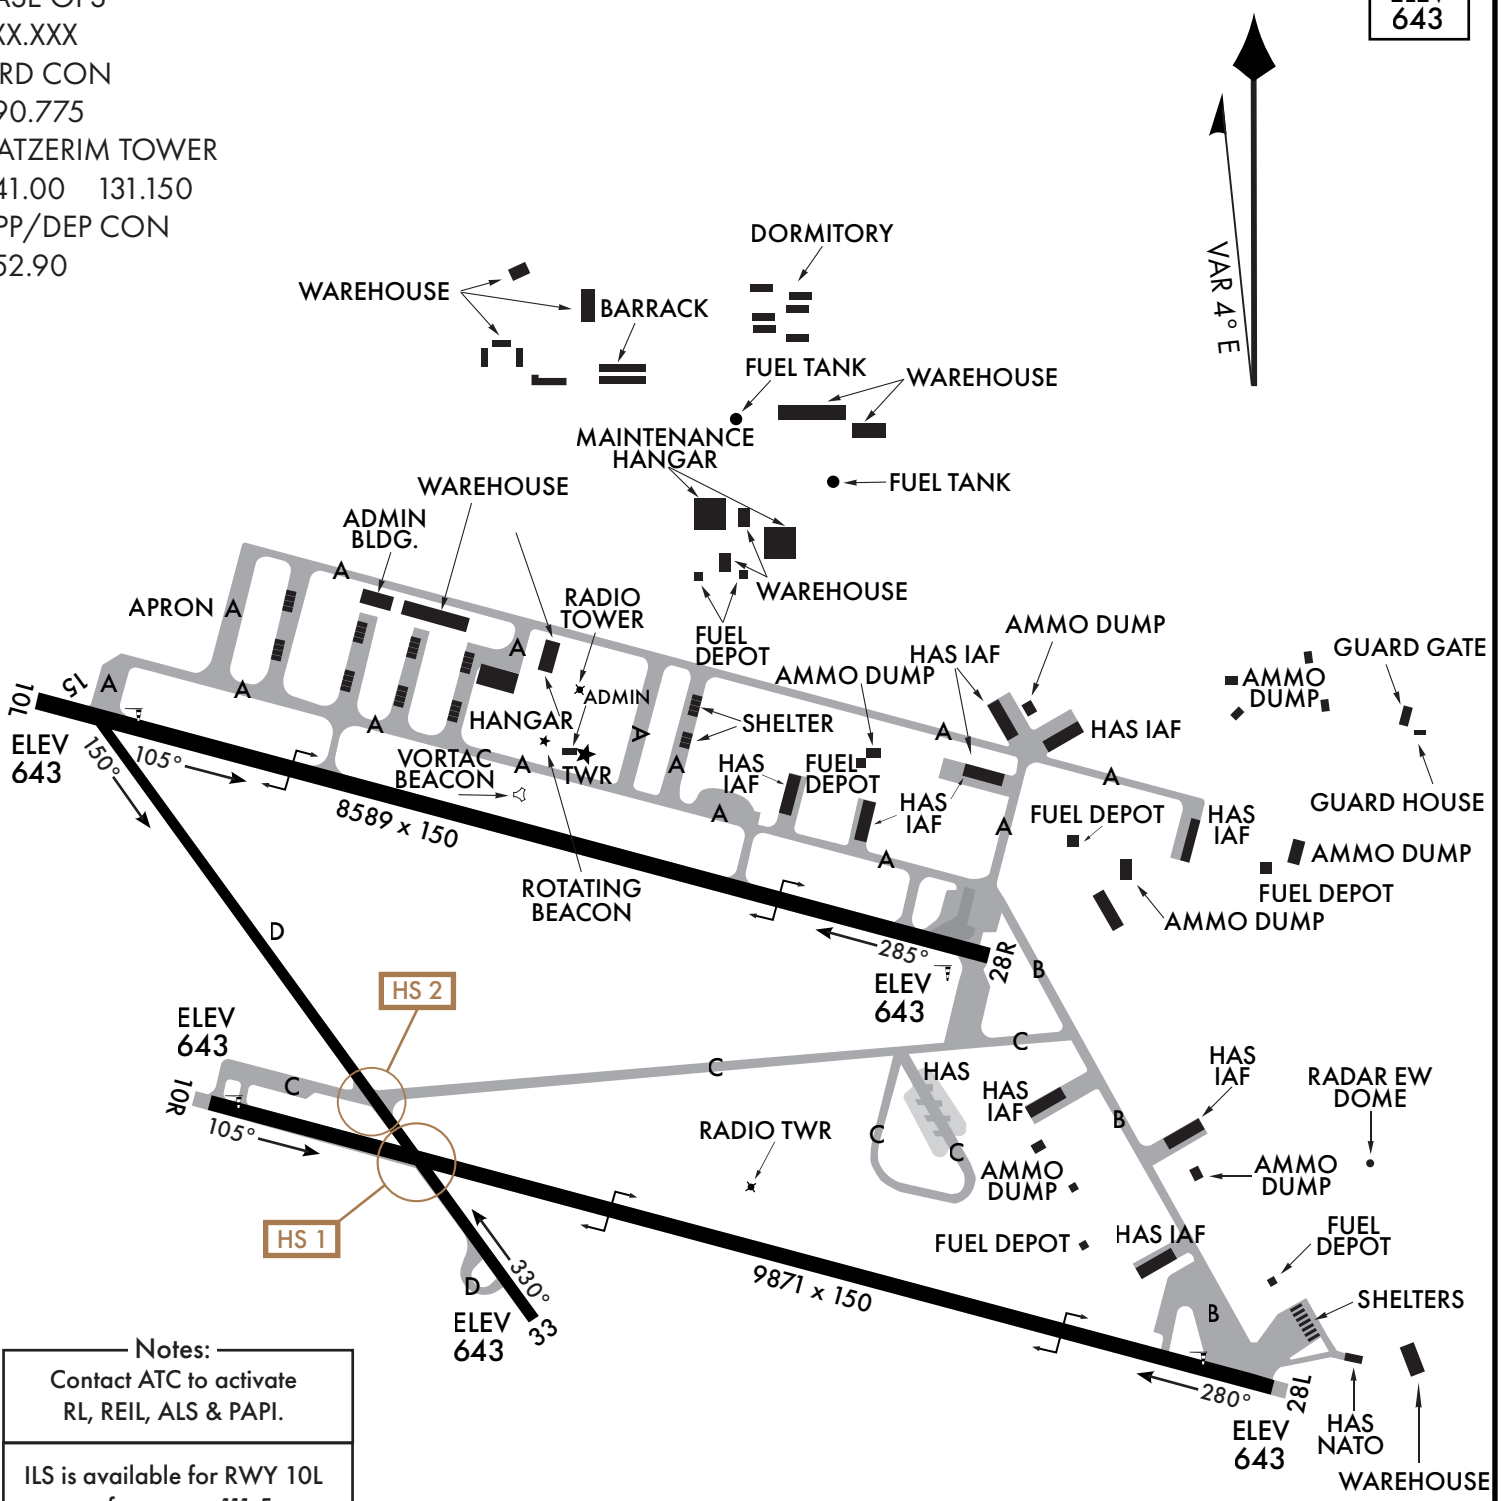 XX.XXX
RD CON
90.775
ATZERIM TOWER
41.00 131.150
PP/DEP CON
52.90
643
VAR 4° E
DORMITORY
WAREHOUSE
BARRACK
FUEL TANK
WAREHOUSE
MAINTENANCE
HANGAR
FUEL TANK
WAREHOUSE
ADMIN
BLDG.
A
APRON A
RADIO
TOWER
WAREHOUSE
FUEL
DEPOT
AMMO DUMP
GUARD GATE
HAS IAF
AMMO DUMP
AMMO
DUMP
A
A
A
A
ADMIN
HANGAR
SHELTER
A
A
HAS IAF
15
10L
ELEV
643
150°
105°
VORTAC
BEACON
A
TWR
A
HAS
IAF
FUEL
DEPOT
A
GUARD HOUSE
8589 x 150
A
HAS
IAF
A
FUEL DEPOT
HAS
IAF
A
AMMO DUMP
ROTATING
BEACON
FUEL DEPOT
AMMO DUMP
D
285°
28R
B
ELEV
643
HS 2
ELEV
643
C
C
C
HAS
HAS
IAF
HAS
IAF
RADAR EW
DOME
10R
105°
RADIO TWR
C
C
B
AMMO
DUMP
AMMO
DUMP
HS 1
FUEL DEPOT
HAS IAF
FUEL
DEPOT
330°
D
9871 x 150
B
SHELTERS
ELEV
643
33
280°
28L
ELEV
643
HAS
NATO
WAREHOUSE
Notes:
Contact ATC to activate
RL, REIL, ALS & PAPI.
ILS is available for RWY 10L